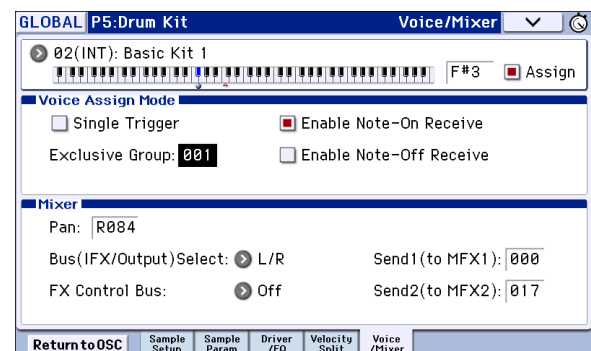 GLOBAL P5:Drum Kit Voice/Mixer
02(INT): Basic Kit 1
F#3 Assign
Voice Assign Mode
Single Trigger Enable Note-On Receive
Exclusive Group: 001 Enable Note-Off Receive
Mixer
Pan: R084
Bus(IFX/Output)Select: L/R Send1(to MFX1): 000
FX Control Bus: Off Send2(to MFX2): 017
Return to OSC Sample Setup Sample Param Driver /EQ Velocity Split Voice /Mixer